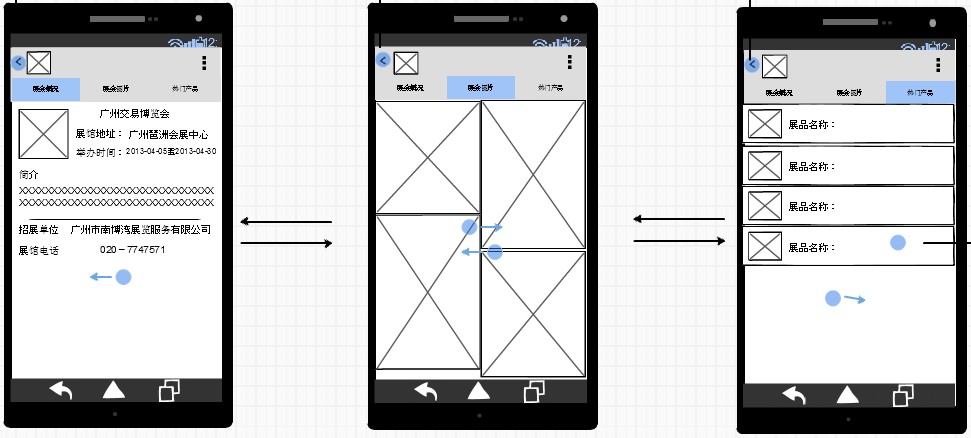 12:
展会概况 展会图片 热门产品
广州交易博览会
展馆地址： 广州琶洲会展中心
举办时间：2013-04-05至2013-04-30
简介
XXXXXXXXXXXXXXXXXXXXXXXXXXXX
XXXXXXXXXXXXXXXXXXXXXXXXXXXX
招展单位 广州市南博湾展览服务有限公司
展馆电话 020－7747571
12:
展会概况 展会图片 热门产品
12:
展会概况 展会图片 热门产品
展品名称：
展品名称：
展品名称：
展品名称：